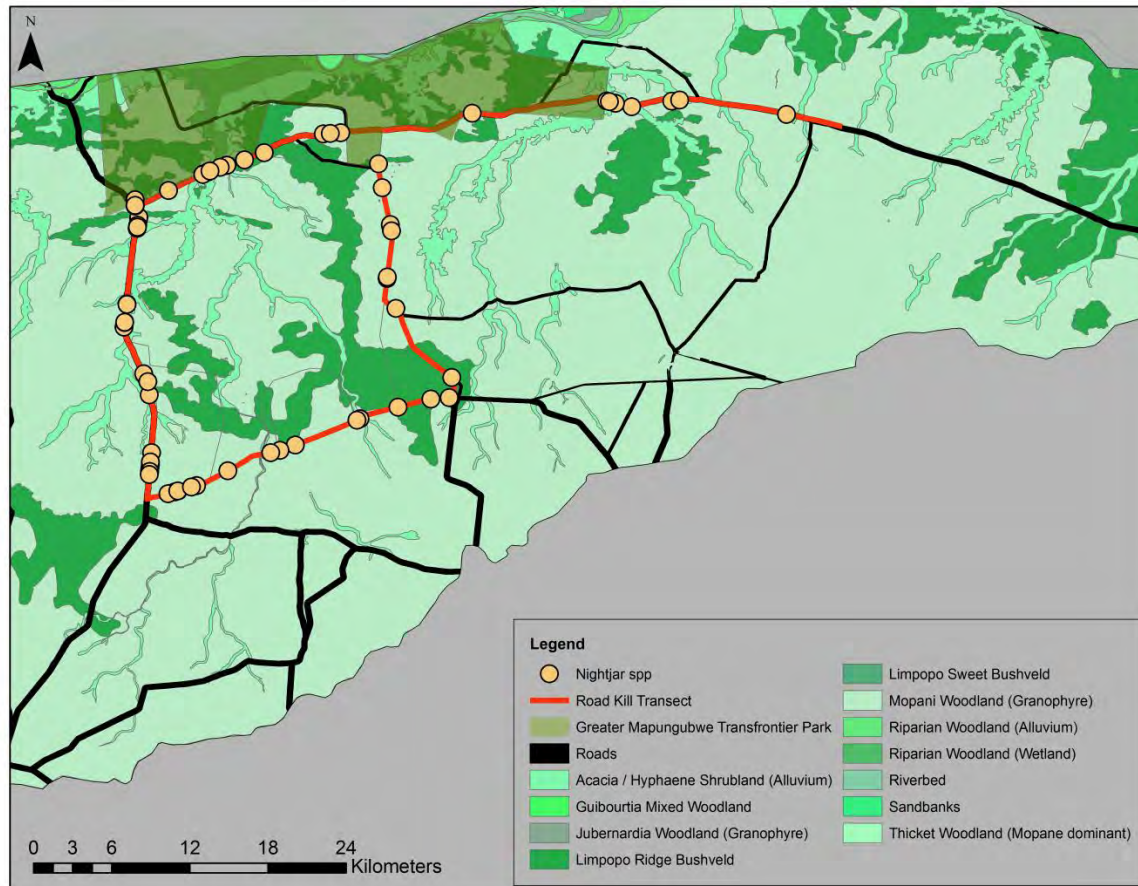 N
Legend
Nightjar spp
Road Kill Transect
Greater Mapungubwe Transfrontier Park
Roads
Acacia / Hyphaene Shrubland (Alluvium)
Guibourtia Mixed Woodland
Jubernardia Woodland (Granophyre)
Limpopo Ridge Bushveld
Limpopo Sweet Bushveld
Mopani Woodland (Granophyre)
Riparian Woodland (Alluvium)
Riparian Woodland (Wetland)
Riverbed
Sandbanks
Thicket Woodland (Mopane dominant)
0 3 6 12 18 24
Kilometers